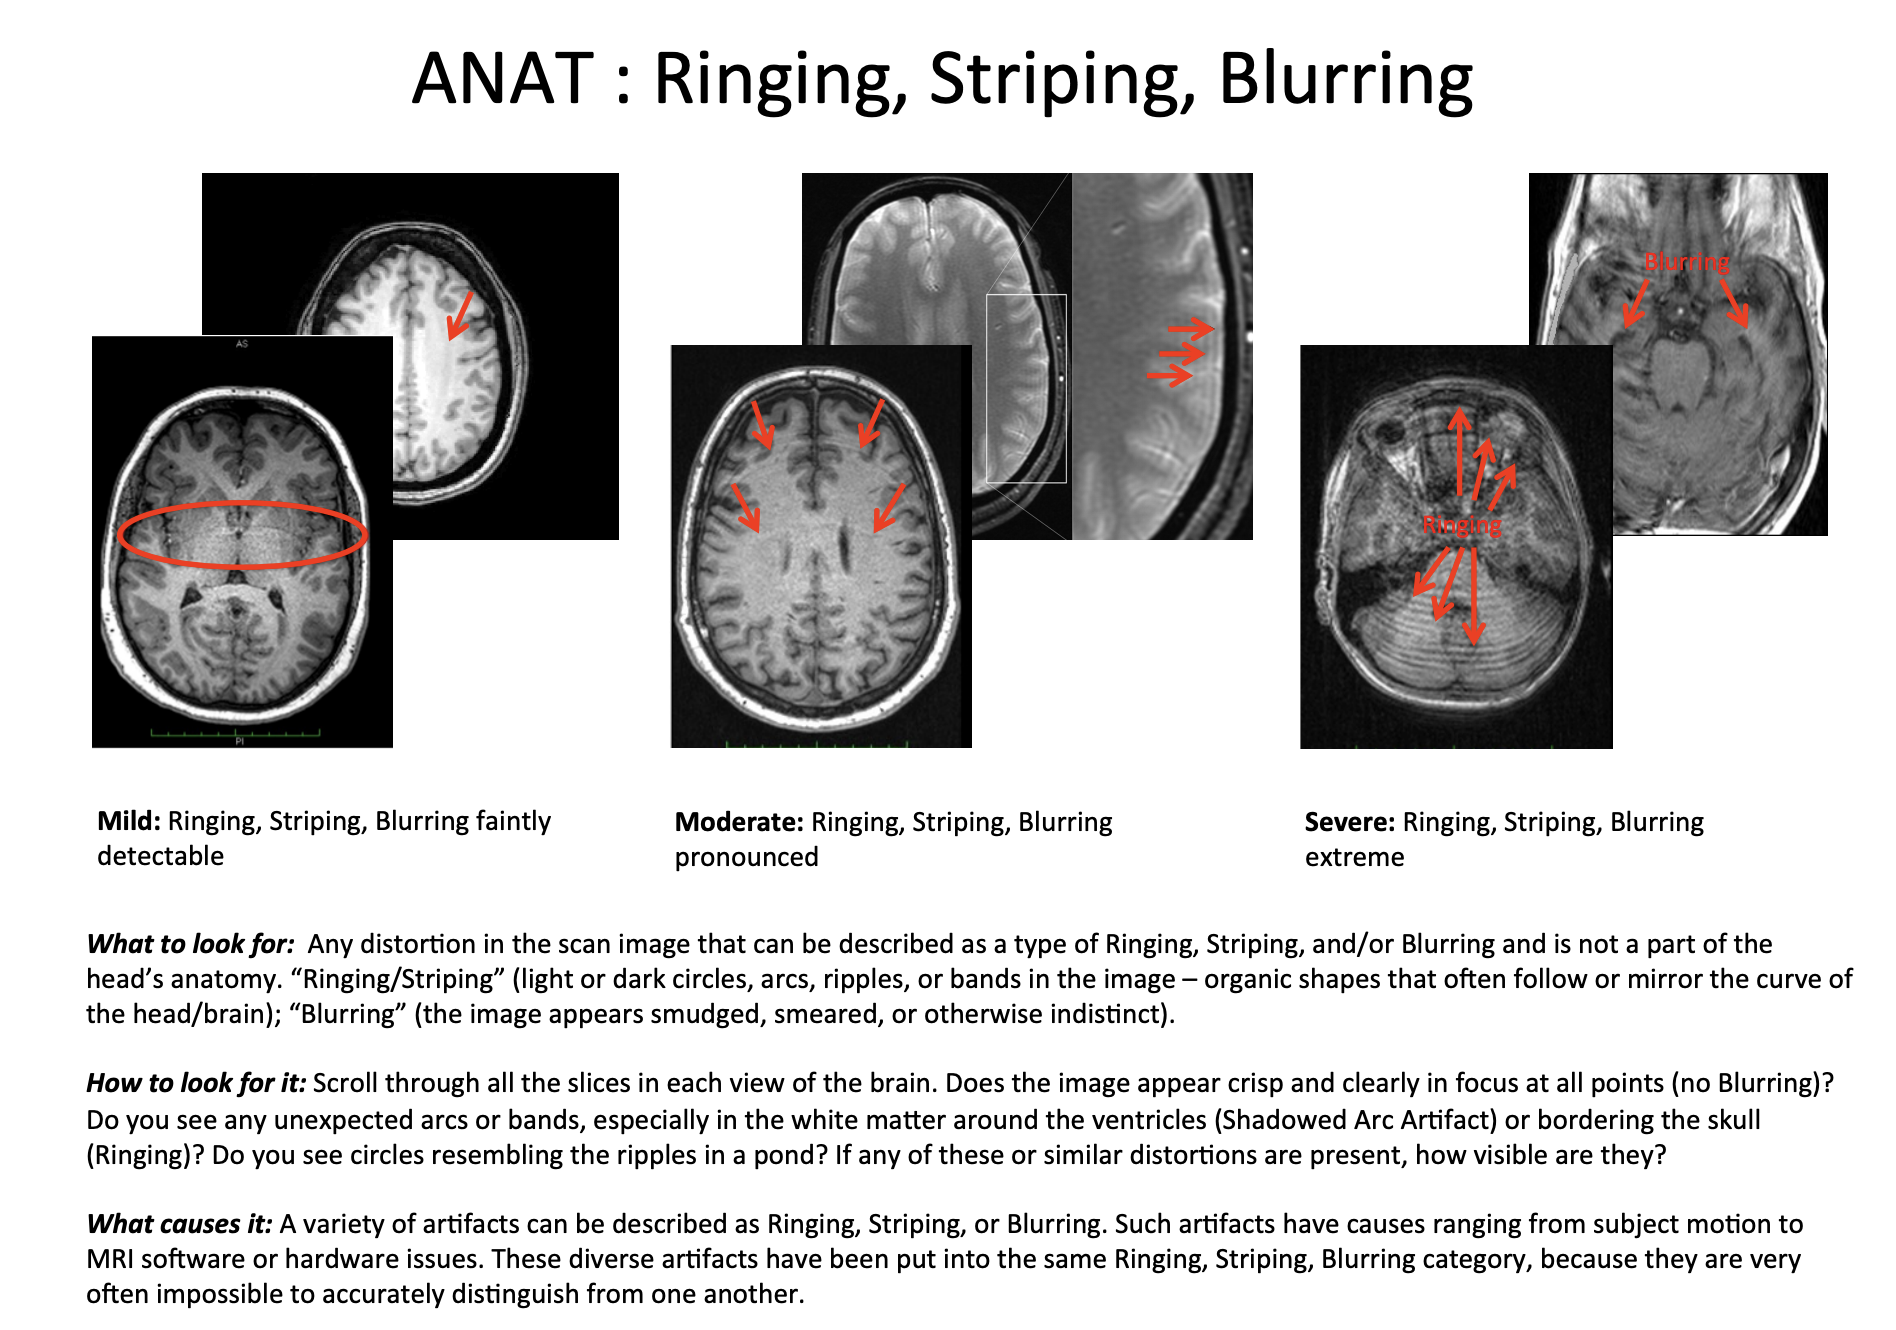 ANAT : Ringing, Striping, Blurring
AS
PI
Blurring
Ringing
Mild: Ringing, Striping, Blurring faintly
detectable
Moderate: Ringing, Striping, Blurring
pronounced
Severe: Ringing, Striping, Blurring
extreme
What to look for:  Any distortion in the scan image that can be described as a type of Ringing, Striping, and/or Blurring and is not a part of the
head’s anatomy. “Ringing/Striping” (light or dark circles, arcs, ripples, or bands in the image – organic shapes that often follow or mirror the curve of
the head/brain); “Blurring” (the image appears smudged, smeared, or otherwise indistinct).
How to look for it: Scroll through all the slices in each view of the brain. Does the image appear crisp and clearly in focus at all points (no Blurring)?
Do you see any unexpected arcs or bands, especially in the white matter around the ventricles (Shadowed Arc Artifact) or bordering the skull
(Ringing)? Do you see circles resembling the ripples in a pond? If any of these or similar distortions are present, how visible are they?
What causes it: A variety of artifacts can be described as Ringing, Striping, or Blurring. Such artifacts have causes ranging from subject motion to
MRI software or hardware issues. These diverse artifacts have been put into the same Ringing, Striping, Blurring category, because they are very
often impossible to accurately distinguish from one another.